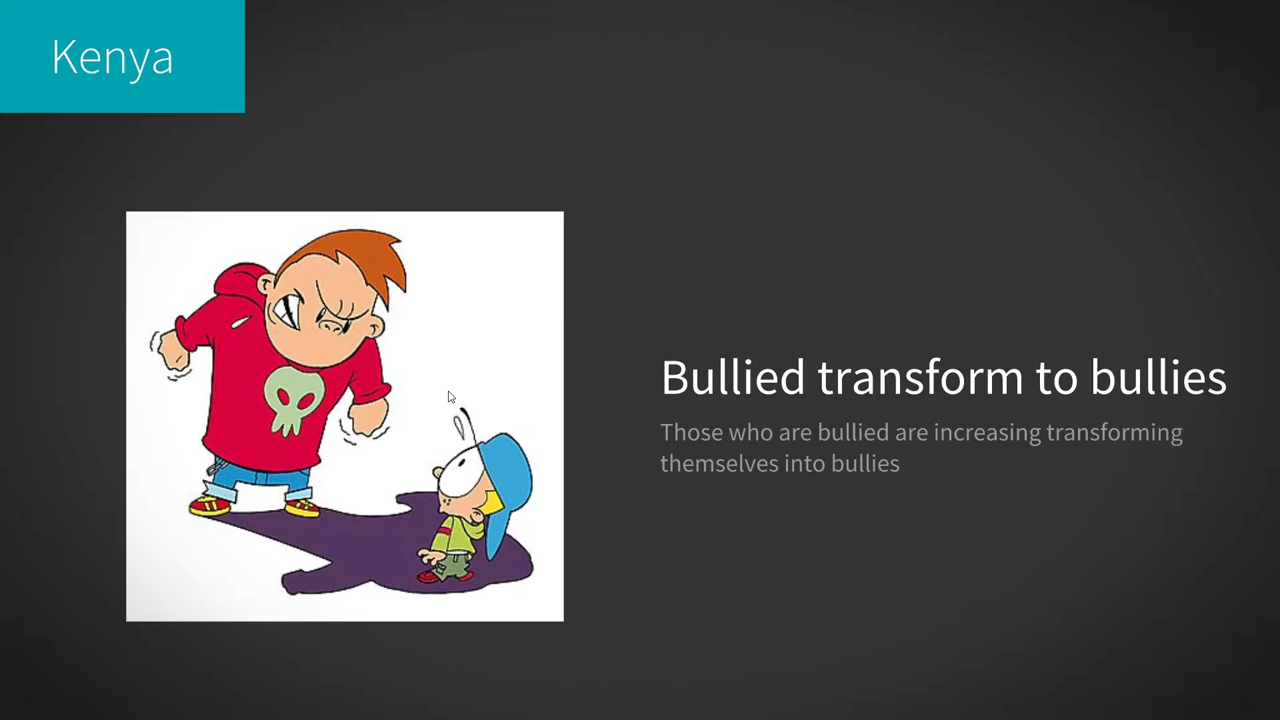 Kenya
Bullied transform to bullies
Those who are bullied are increasing transforming
themselves into bullies